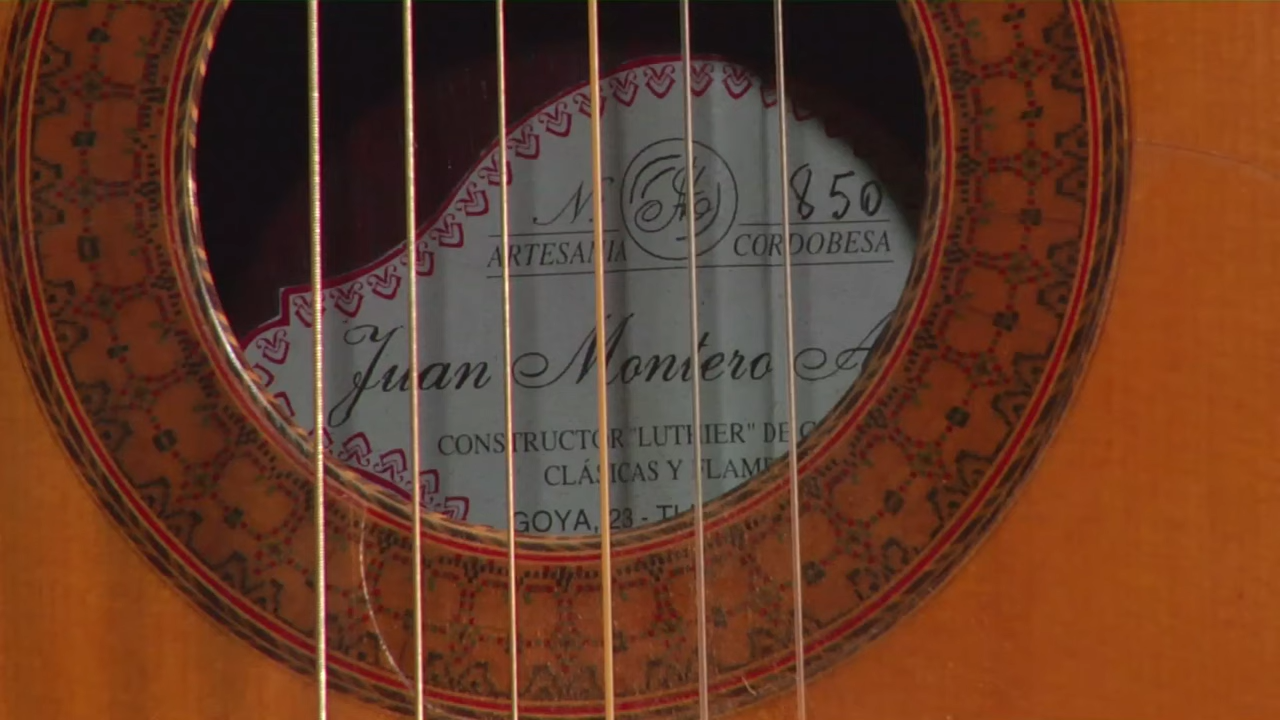 Nº 850
ARTESANIA CORDOBESA
Juan Montero
CONSTRUCTOR "LUTHIER" DE
CLÁSICAS Y
GOYA, 23 -